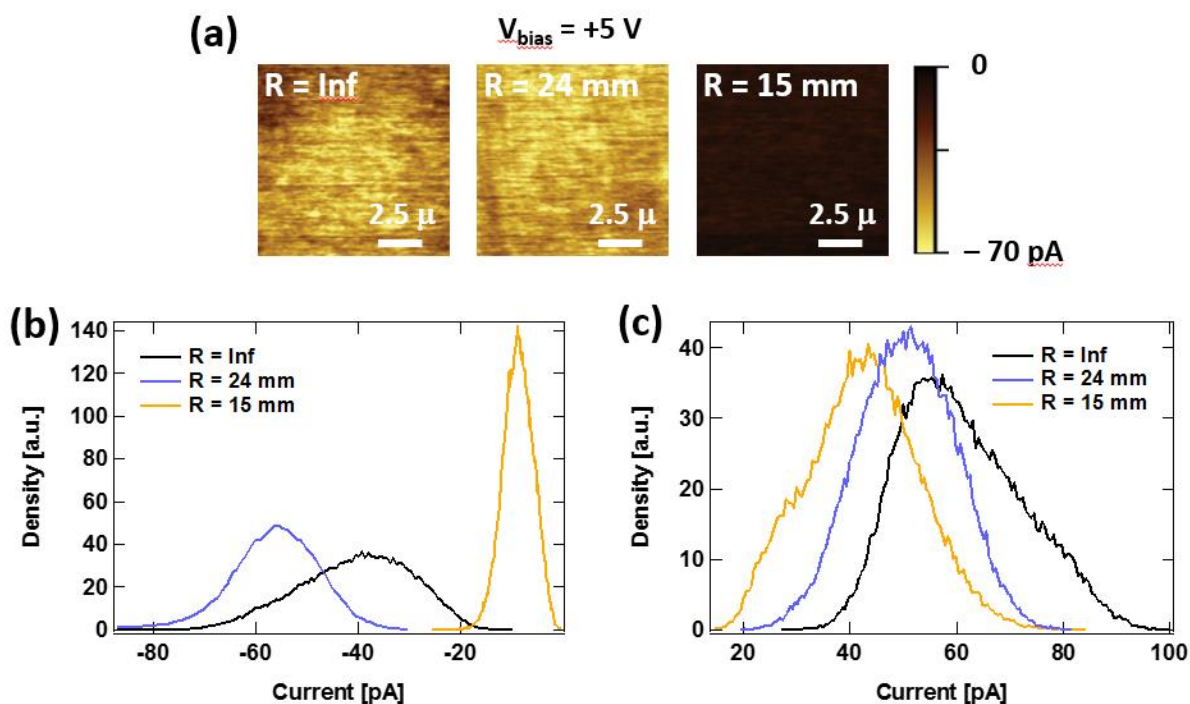 (a)
V_bias = +5 V
R = Inf
R = 24 mm
R = 15 mm
2.5 µ
2.5 µ
2.5 µ
0
– 70 pA
(b)
Density [a.u.]
140
120
100
80
60
40
20
0
R = Inf
R = 24 mm
R = 15 mm
-80
-60
-40
-20
Current [pA]
(c)
Density [a.u.]
40
30
20
10
0
R = Inf
R = 24 mm
R = 15 mm
20
40
60
80
100
Current [pA]